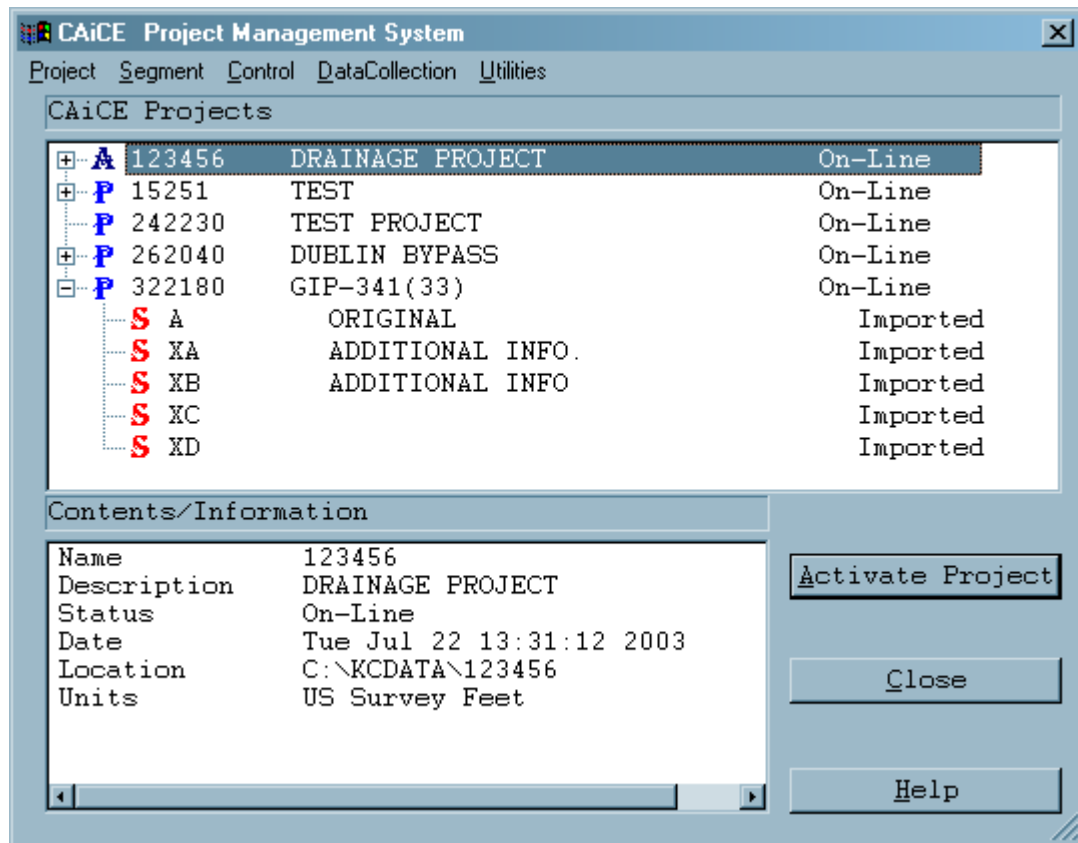 CAiCE Project Management System
Project Segment Control DataCollection Utilities
CAiCE Projects
A 123456 DRAINAGE PROJECT On-Line
P 15251 TEST On-Line
P 242230 TEST PROJECT On-Line
P 262040 DUBLIN BYPASS On-Line
P 322180 GIP-341(33) On-Line
S A ORIGINAL Imported
S XA ADDITIONAL INFO. Imported
S XB ADDITIONAL INFO Imported
S XC Imported
S XD Imported
Contents/Information
Name 123456
Description DRAINAGE PROJECT
Status On-Line
Date Tue Jul 22 13:31:12 2003
Location C:\KCDATA\123456
Units US Survey Feet
Activate Project
Close
Help